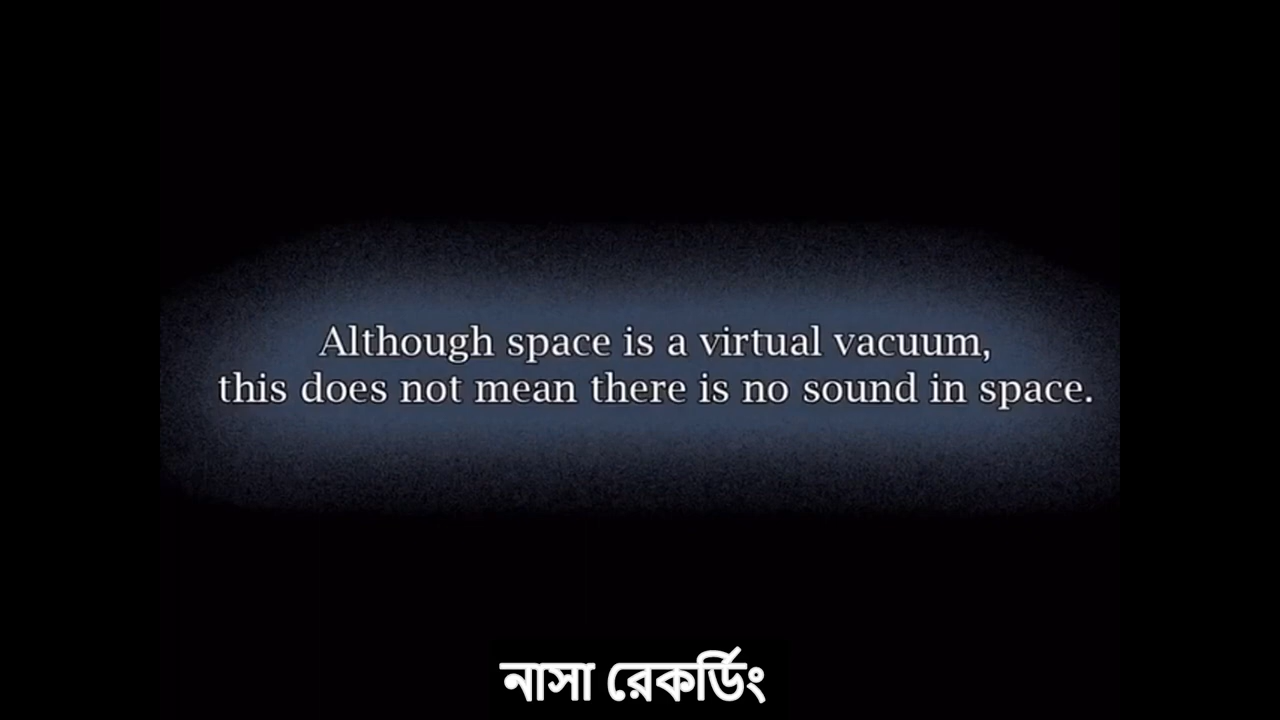 Although space is a virtual vacuum,
this does not mean there is no sound in space.
নাসা রেকর্ডিং